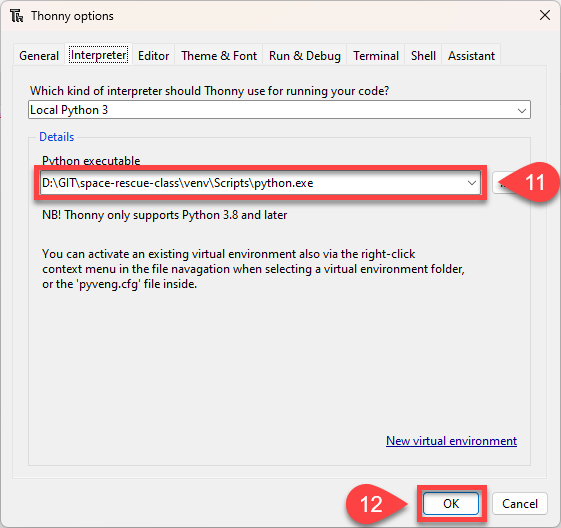 Thonny options
General Interpreter Editor Theme & Font Run & Debug Terminal Shell Assistant
Which kind of interpreter should Thonny use for running your code?
Local Python 3
Details
Python executable
D:\GIT\space-rescue-class\venv\Scripts\python.exe
11
NB! Thonny only supports Python 3.8 and later
You can activate an existing virtual environment also via the right-click
context menu in the file navagation when selecting a virtual environment folder,
or the 'pyveng.cfg' file inside.
New virtual environment
12 OK Cancel